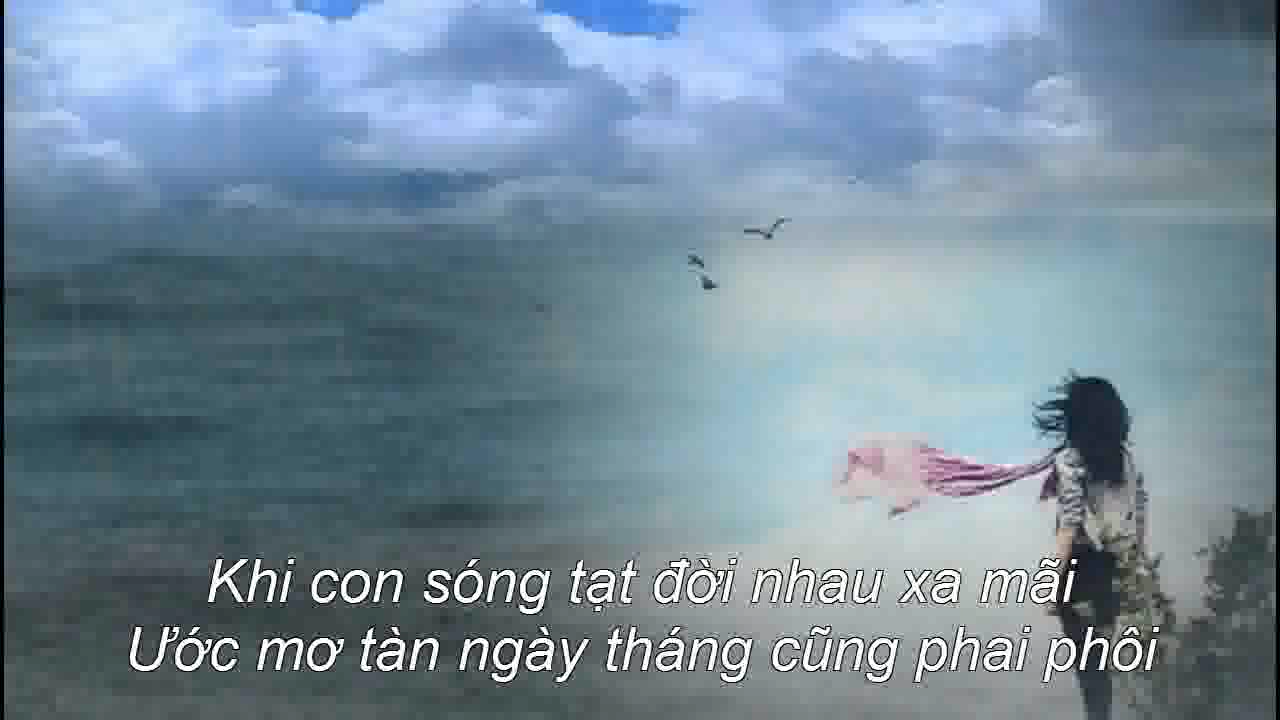 Khi con sóng tạt đời nhau xa mãi
Ước mơ tàn ngày tháng cũng phai phôi